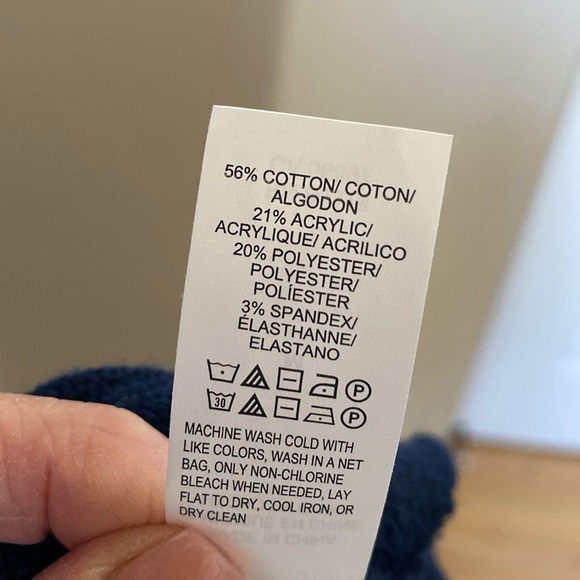 56% COTTON/ COTON/
ALGODON
21% ACRYLIC/
ACRYLIQUE/ ACRILICO
20% POLYESTER/
POLYESTER/
POLÍESTER
3% SPANDEX/
ÉLASTHANNE/
ELASTANO
P
30 P
MACHINE WASH COLD WITH
LIKE COLORS, WASH IN A NET
BAG, ONLY NON-CHLORINE
BLEACH WHEN NEEDED, LAY
FLAT TO DRY, COOL IRON, OR
DRY CLEAN